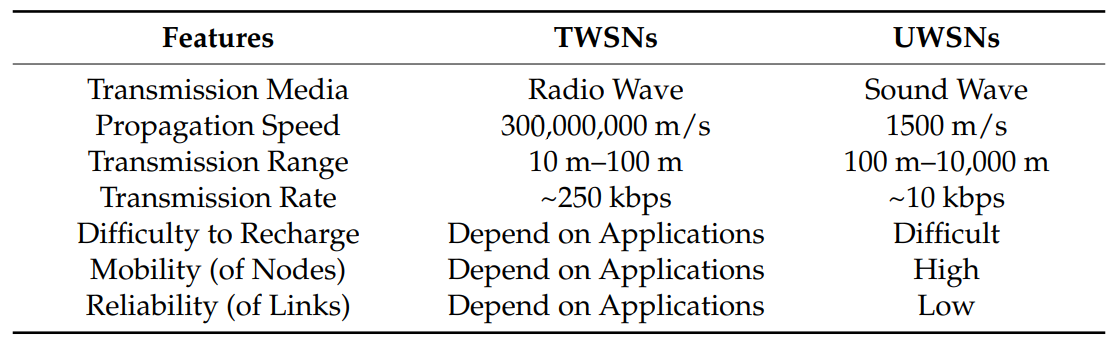 Features TWSNs UWSNs
Transmission Media Radio Wave Sound Wave
Propagation Speed 300,000,000 m/s 1500 m/s
Transmission Range 10 m–100 m 100 m–10,000 m
Transmission Rate ~250 kbps ~10 kbps
Difficulty to Recharge Depend on Applications Difficult
Mobility (of Nodes) Depend on Applications High
Reliability (of Links) Depend on Applications Low